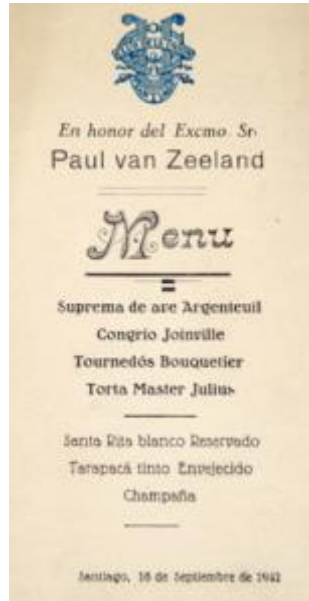 En honor del Excmo. Sr.
Paul van Zeeland
Menu
Suprema de are Argenteuil
Congrio Joinville
Tournedós Bouquetier
Torta Master Julius
Santa Rita blanco Reservado
Tarapacá tinto Envejecido
Champaña
Santiago, 16 de Septiembre de 1942